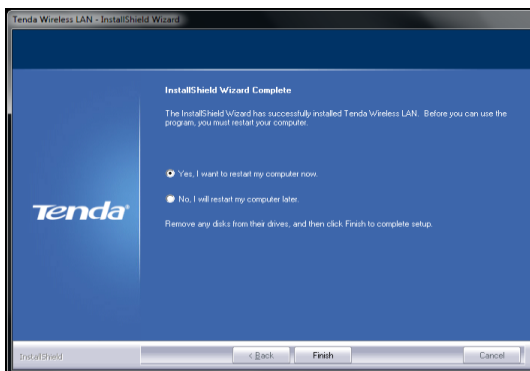 Tenda Wireless LAN - InstallShield Wizard
InstallShield Wizard Complete
The InstallShield Wizard has successfully installed Tenda Wireless LAN. Before you can use the
program, you must restart your computer.
Yes, I want to restart my computer now.
No, I will restart my computer later.
Tenda
Remove any disks from their drives, and then click Finish to complete setup.
InstallShield
< Back
Finish
Cancel